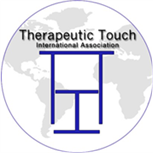 Therapeutic Touch
International Association